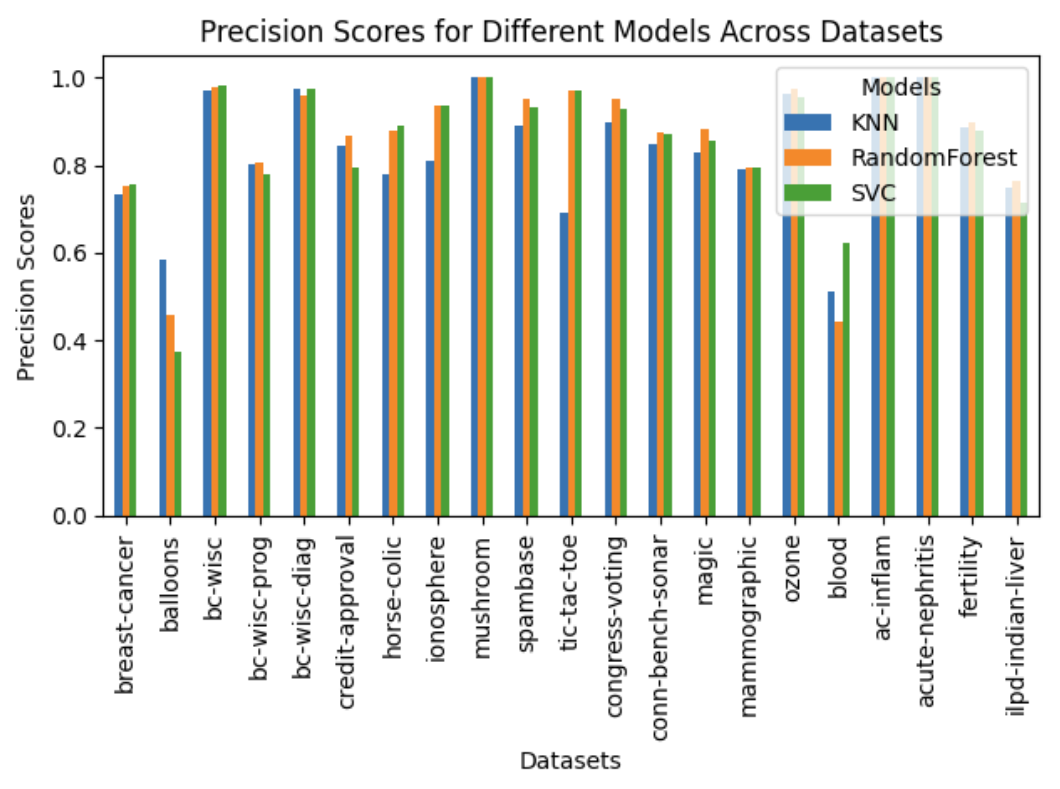 Precision Scores for Different Models Across Datasets
Precision Scores
1.0
0.8
0.6
0.4
0.2
0.0
Models
KNN
RandomForest
SVC
breast-cancer
balloons
bc-wisc
bc-wisc-prog
bc-wisc-diag
credit-approval
horse-colic
ionosphere
mushroom
spambase
tic-tac-toe
congress-voting
conn-bench-sonar
magic
mammographic
ozone
blood
ac-inflam
acute-nephritis
fertility
ilpd-indian-liver
Datasets